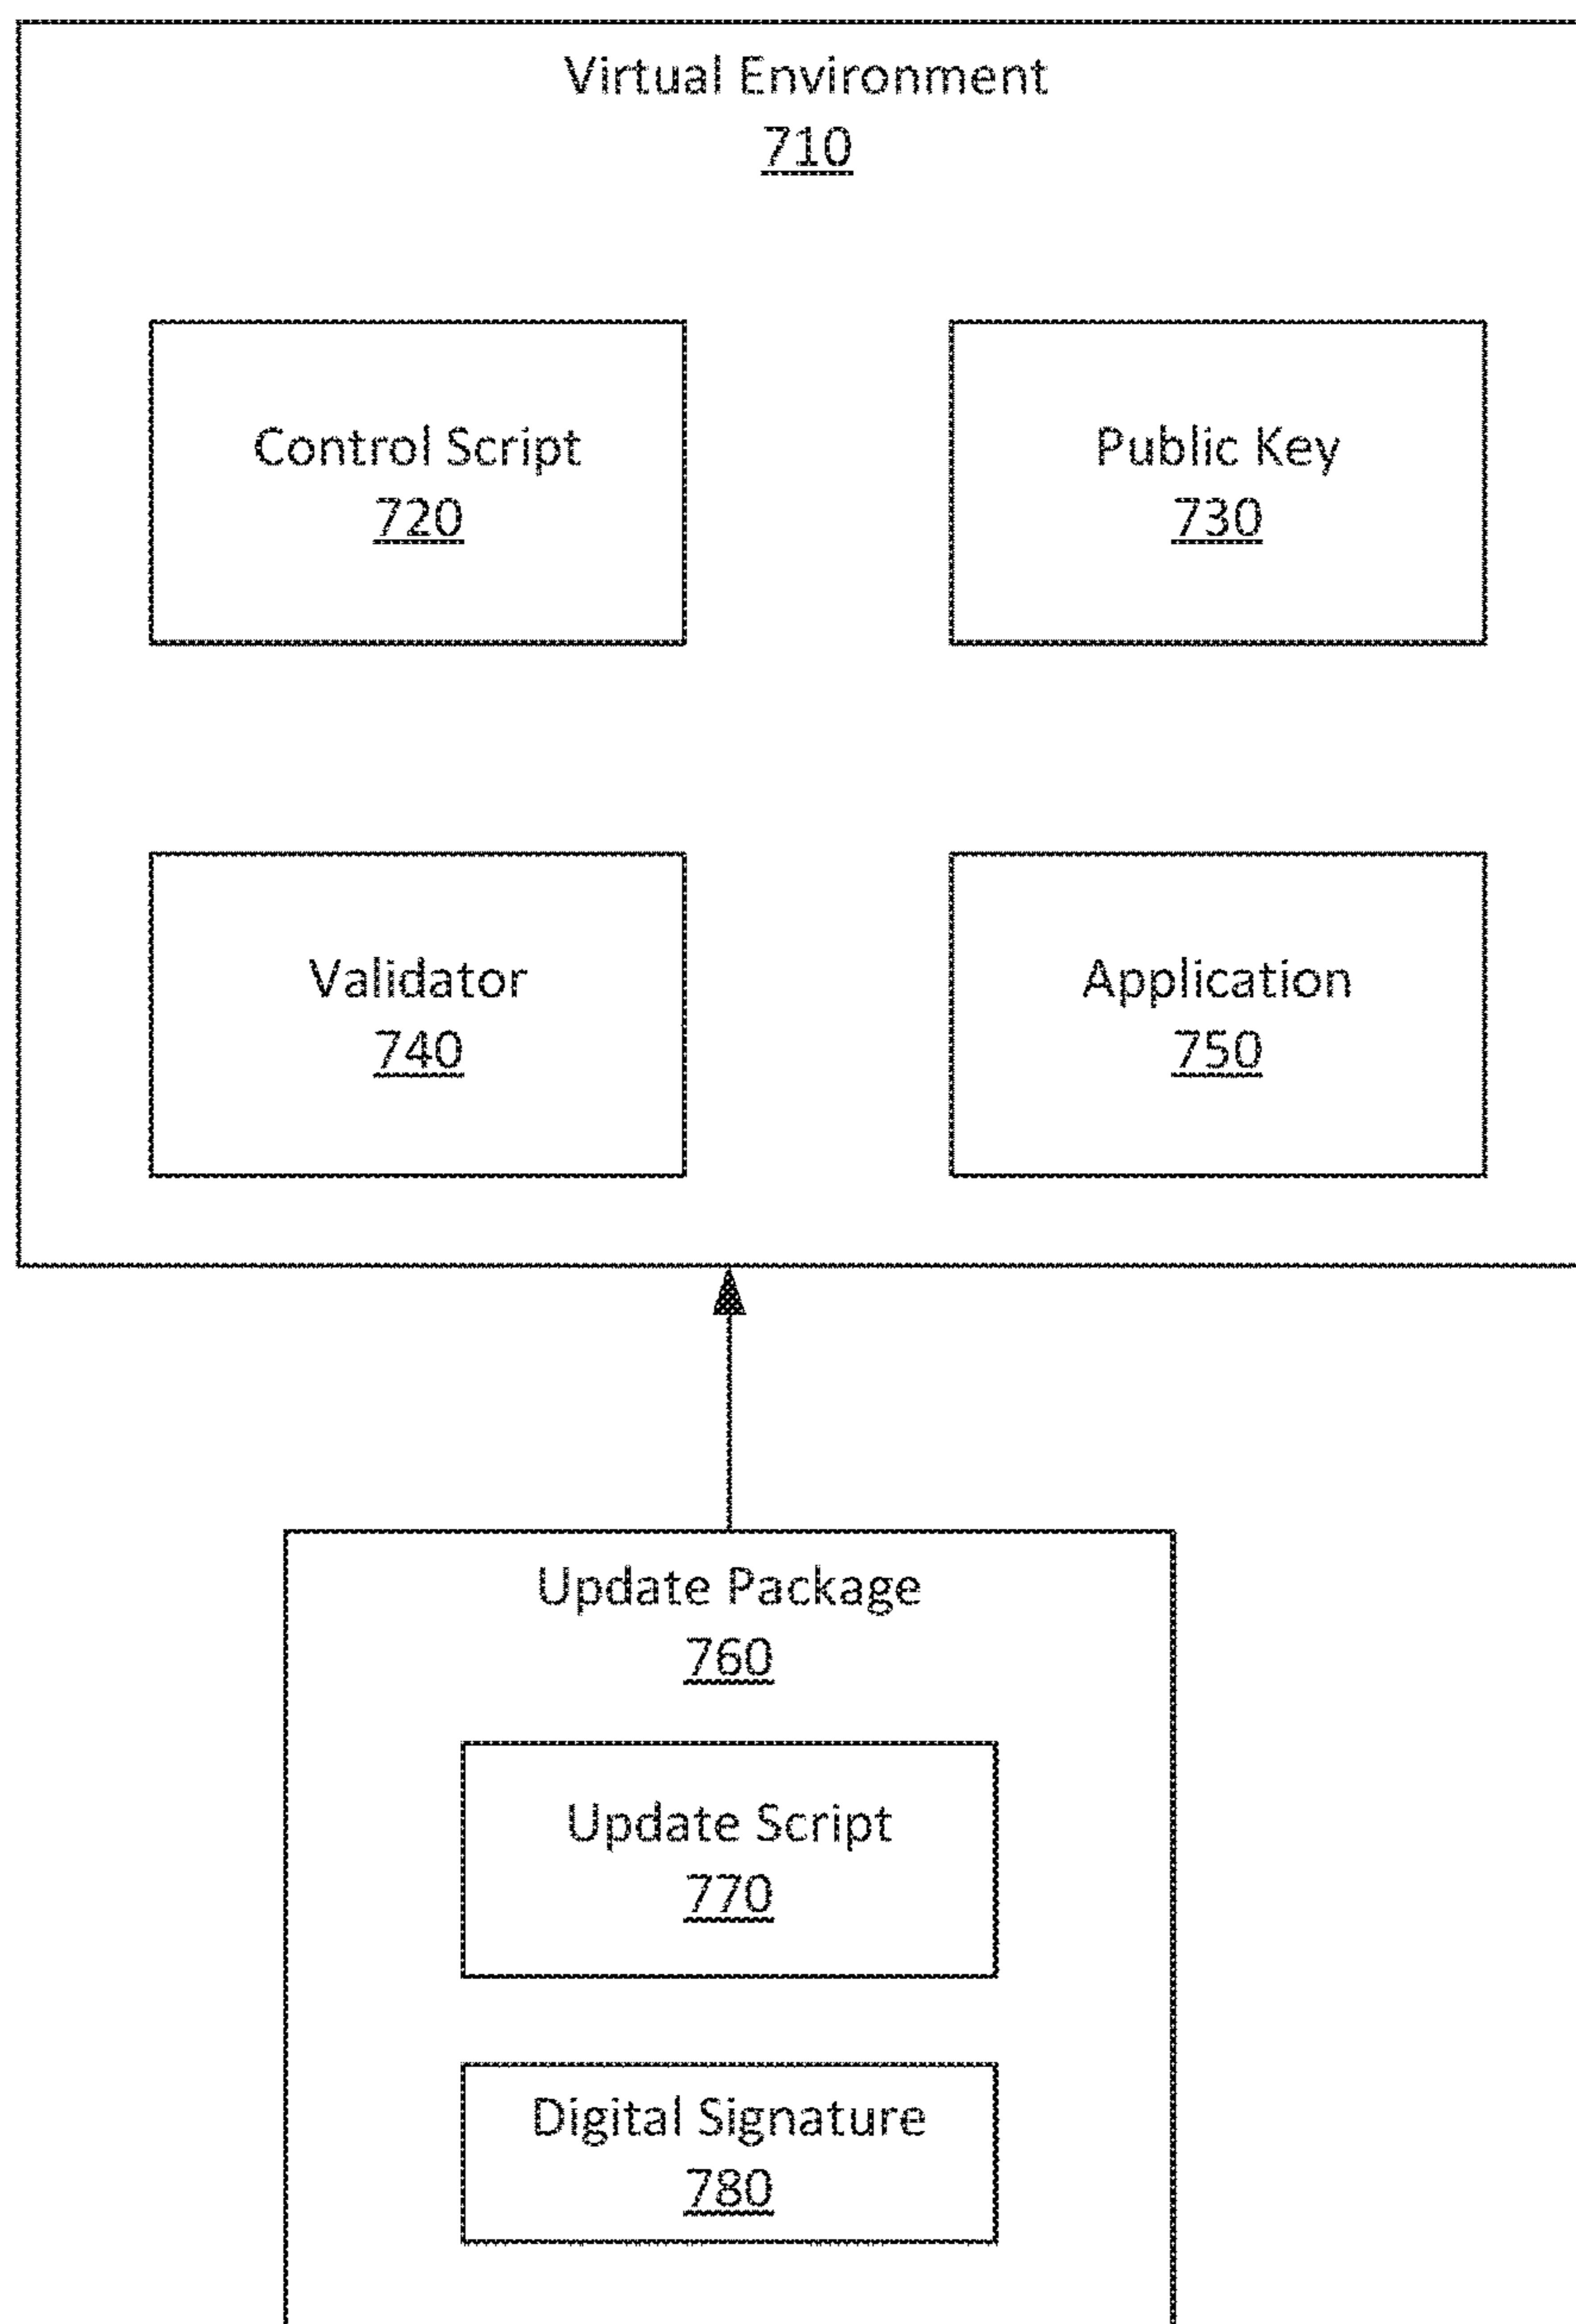 Virtual Environment
710
Control Script
720
Public Key
730
Validator
740
Application
750
Update Package
760
Update Script
770
Digital Signature
780